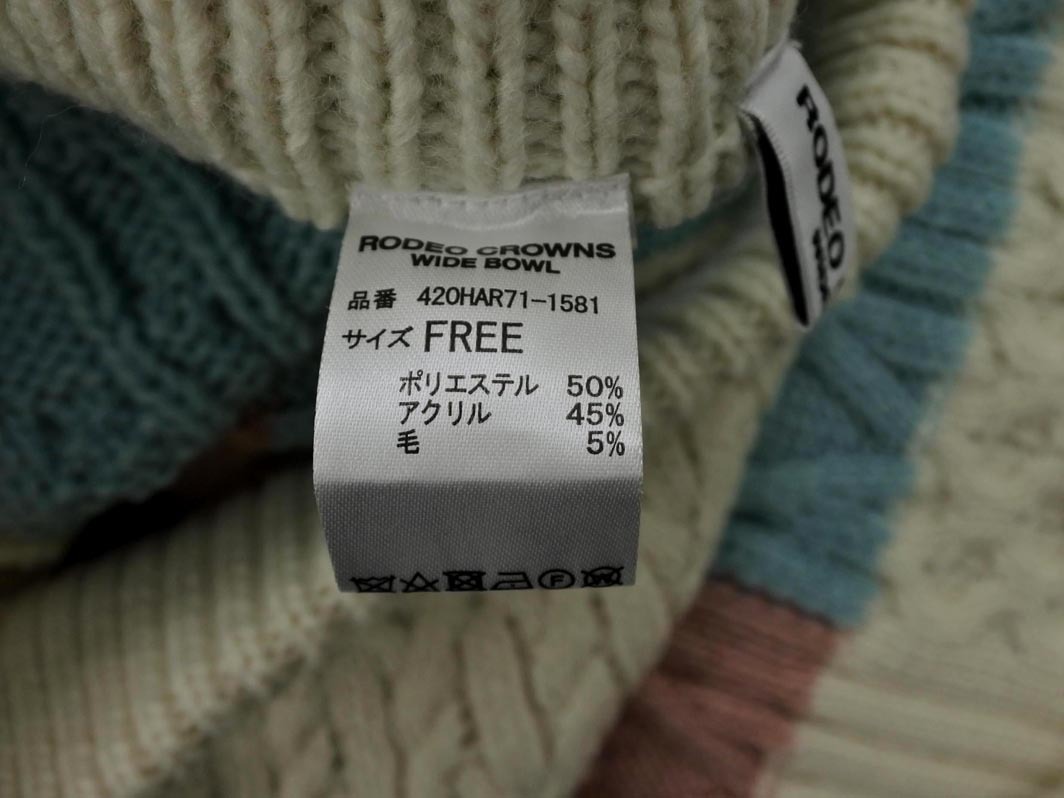 RODEO CROWNS
WIDE BOWL
品番 420HAR71-1581
サイズ FREE
ポリエステル 50%
アクリル 45%
毛 5%
F
W
RODEO